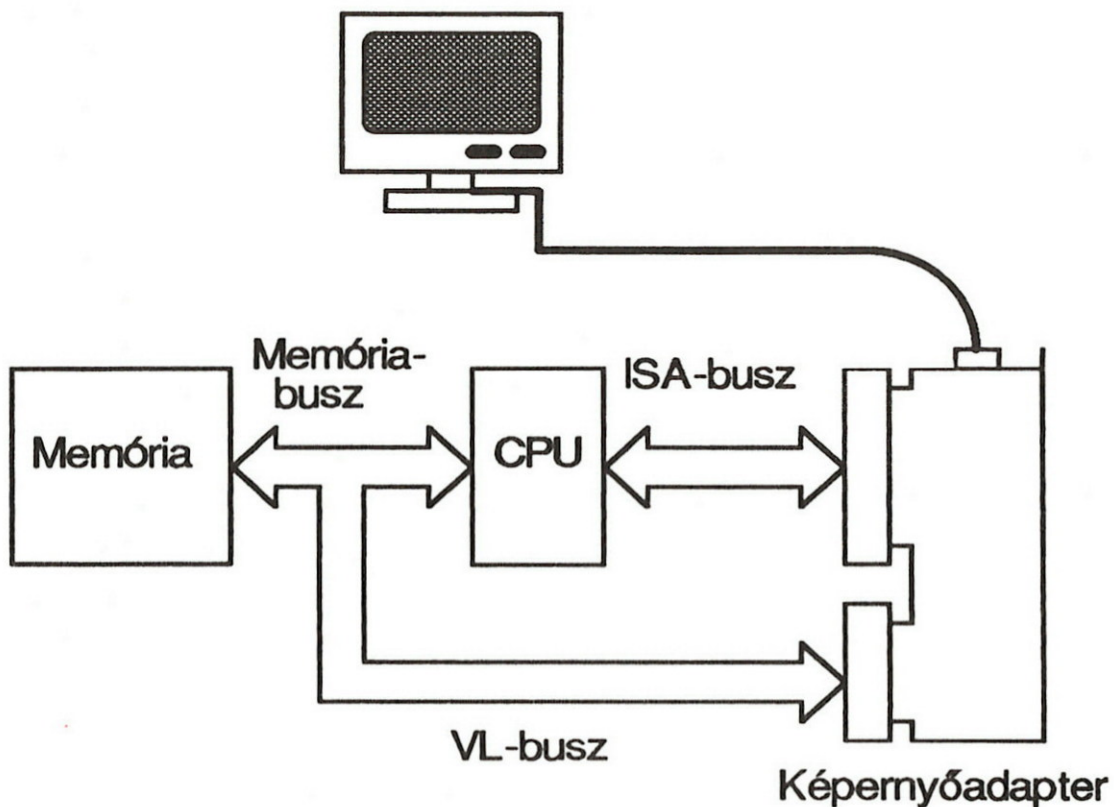 Memória-
busz
ISA-busz
Memória
CPU
VL-busz
Képernyőadapter